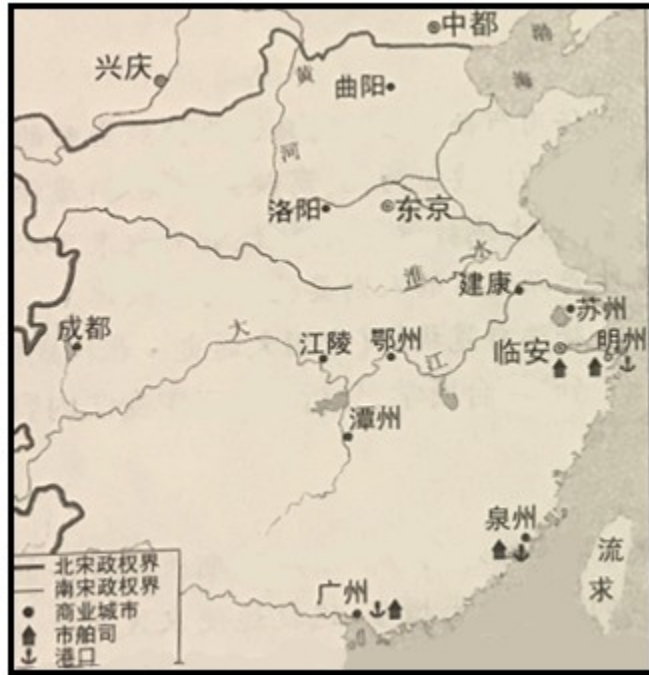 中都
渤
海
兴庆
黄
曲阳
河
洛阳
东京
淮
水
建康
苏州
成都
大
江陵
鄂州
江
临安
明州
潭州
泉州
流
求
广州
北宋政权界
南宋政权界
商业城市
市舶司
港口